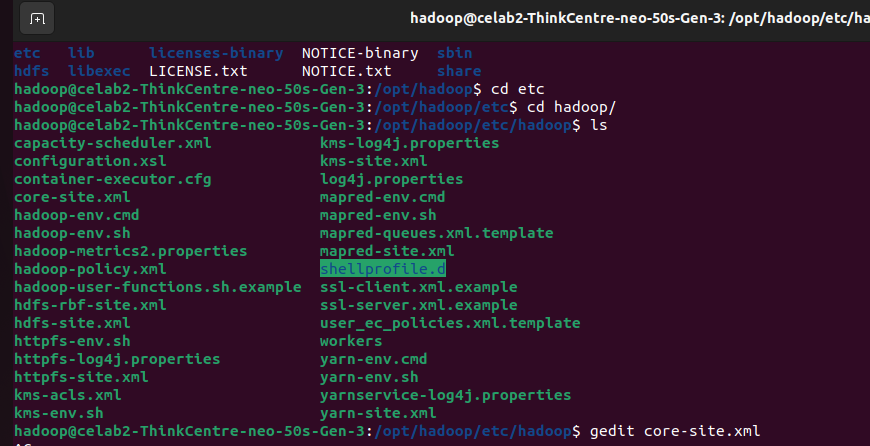 hadoop@celab2-ThinkCentre-neo-50s-Gen-3: /opt/hadoop/etc/ha
etc lib licenses-binary NOTICE-binary sbin
hdfs libexec LICENSE.txt NOTICE.txt share
hadoop@celab2-ThinkCentre-neo-50s-Gen-3:/opt/hadoop$ cd etc
hadoop@celab2-ThinkCentre-neo-50s-Gen-3:/opt/hadoop/etc$ cd hadoop/
hadoop@celab2-ThinkCentre-neo-50s-Gen-3:/opt/hadoop/etc/hadoop$ ls
capacity-scheduler.xml kms-log4j.properties
configuration.xsl kms-site.xml
container-executor.cfg log4j.properties
core-site.xml mapred-env.cmd
hadoop-env.cmd mapred-env.sh
hadoop-env.sh mapred-queues.xml.template
hadoop-metrics2.properties mapred-site.xml
hadoop-policy.xml shellprofile.d
hadoop-user-functions.sh.example ssl-client.xml.example
hdfs-rbf-site.xml ssl-server.xml.example
hdfs-site.xml user_ec_policies.xml.template
httpfs-env.sh workers
httpfs-log4j.properties yarn-env.cmd
httpfs-site.xml yarn-env.sh
kms-acls.xml yarnservice-log4j.properties
kms-env.sh yarn-site.xml
hadoop@celab2-ThinkCentre-neo-50s-Gen-3:/opt/hadoop/etc/hadoop$ gedit core-site.xml